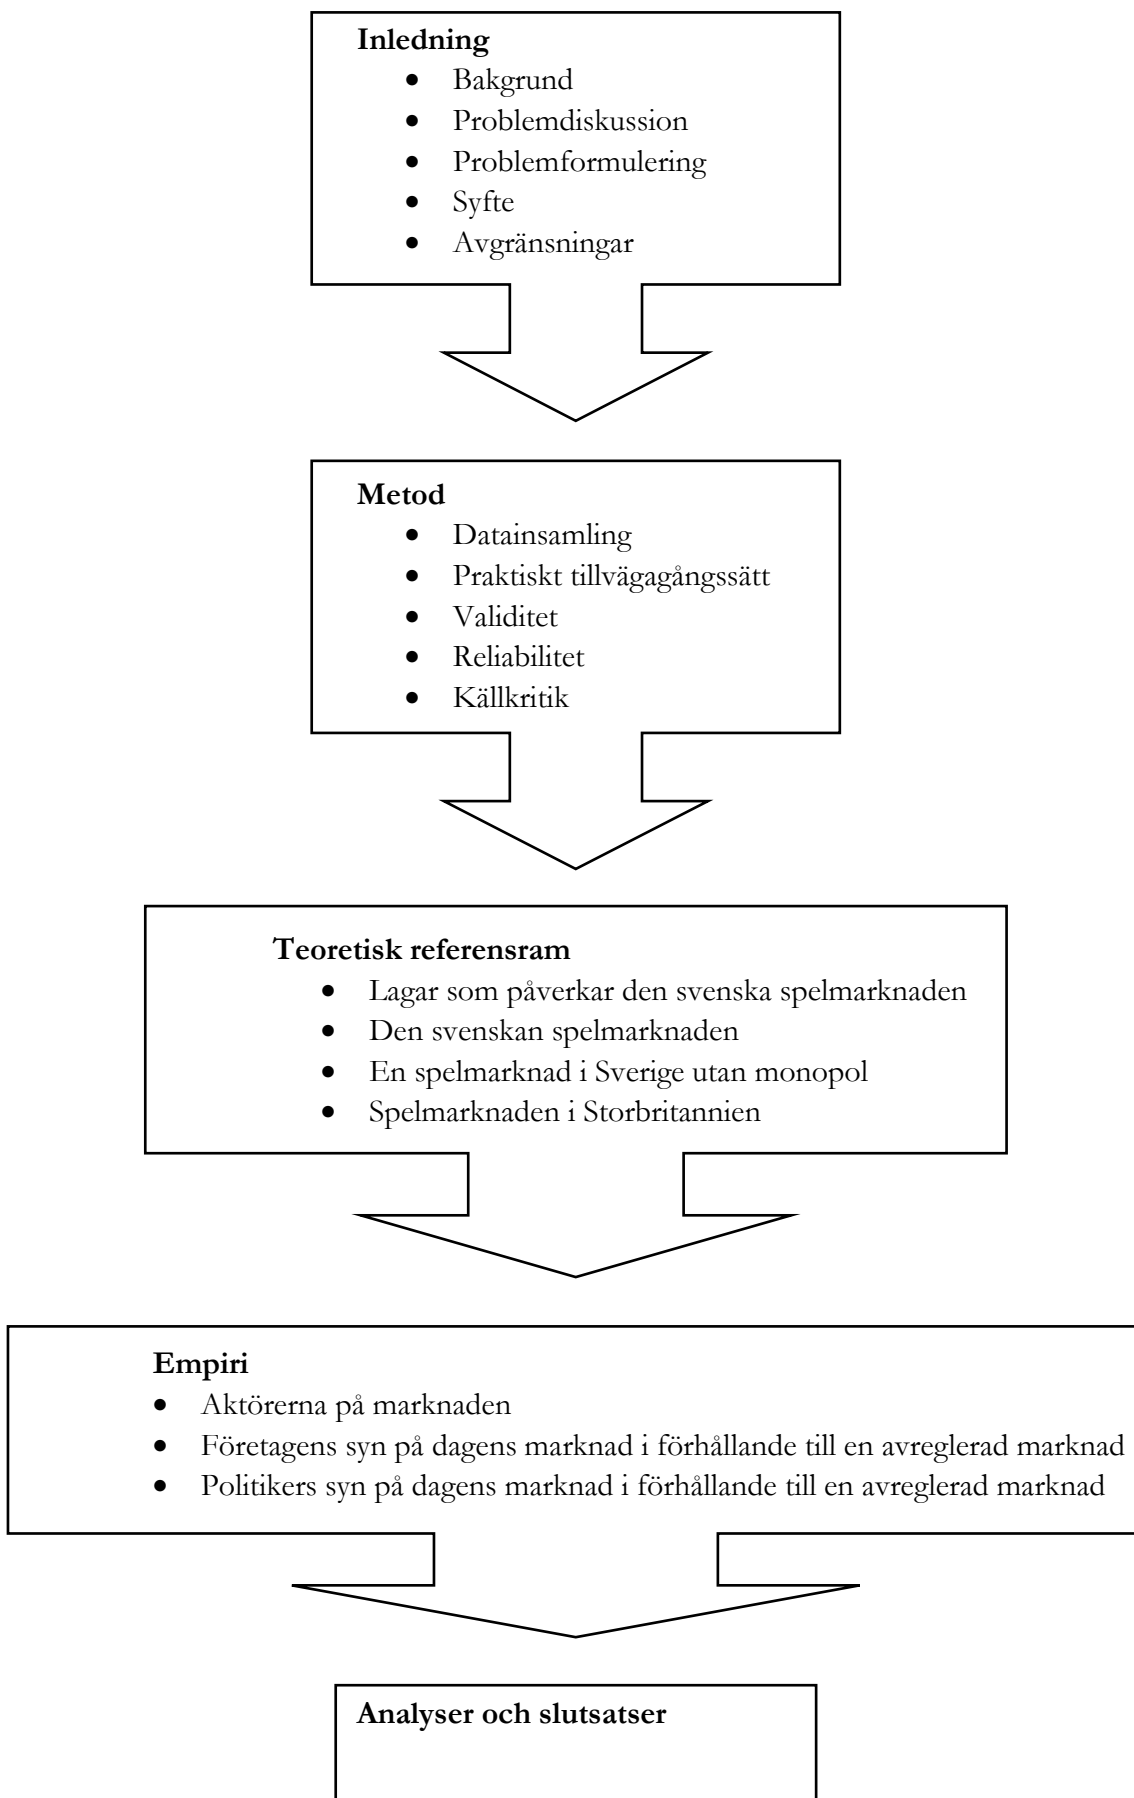 Inledning
• Bakgrund
• Problemdiskussion
• Problemformulering
• Syfte
• Avgränsningar
Metod
• Datainsamling
• Praktiskt tillvägagångssätt
• Validitet
• Reliabilitet
• Källkritik
Teoretisk referensram
• Lagar som påverkar den svenska spelmarknaden
• Den svenskan spelmarknaden
• En spelmarknad i Sverige utan monopol
• Spelmarknaden i Storbritannien
Empiri
• Aktörerna på marknaden
• Företagens syn på dagens marknad i förhållande till en avreglerad marknad
• Politikers syn på dagens marknad i förhållande till en avreglerad marknad
Analyser och slutsatser